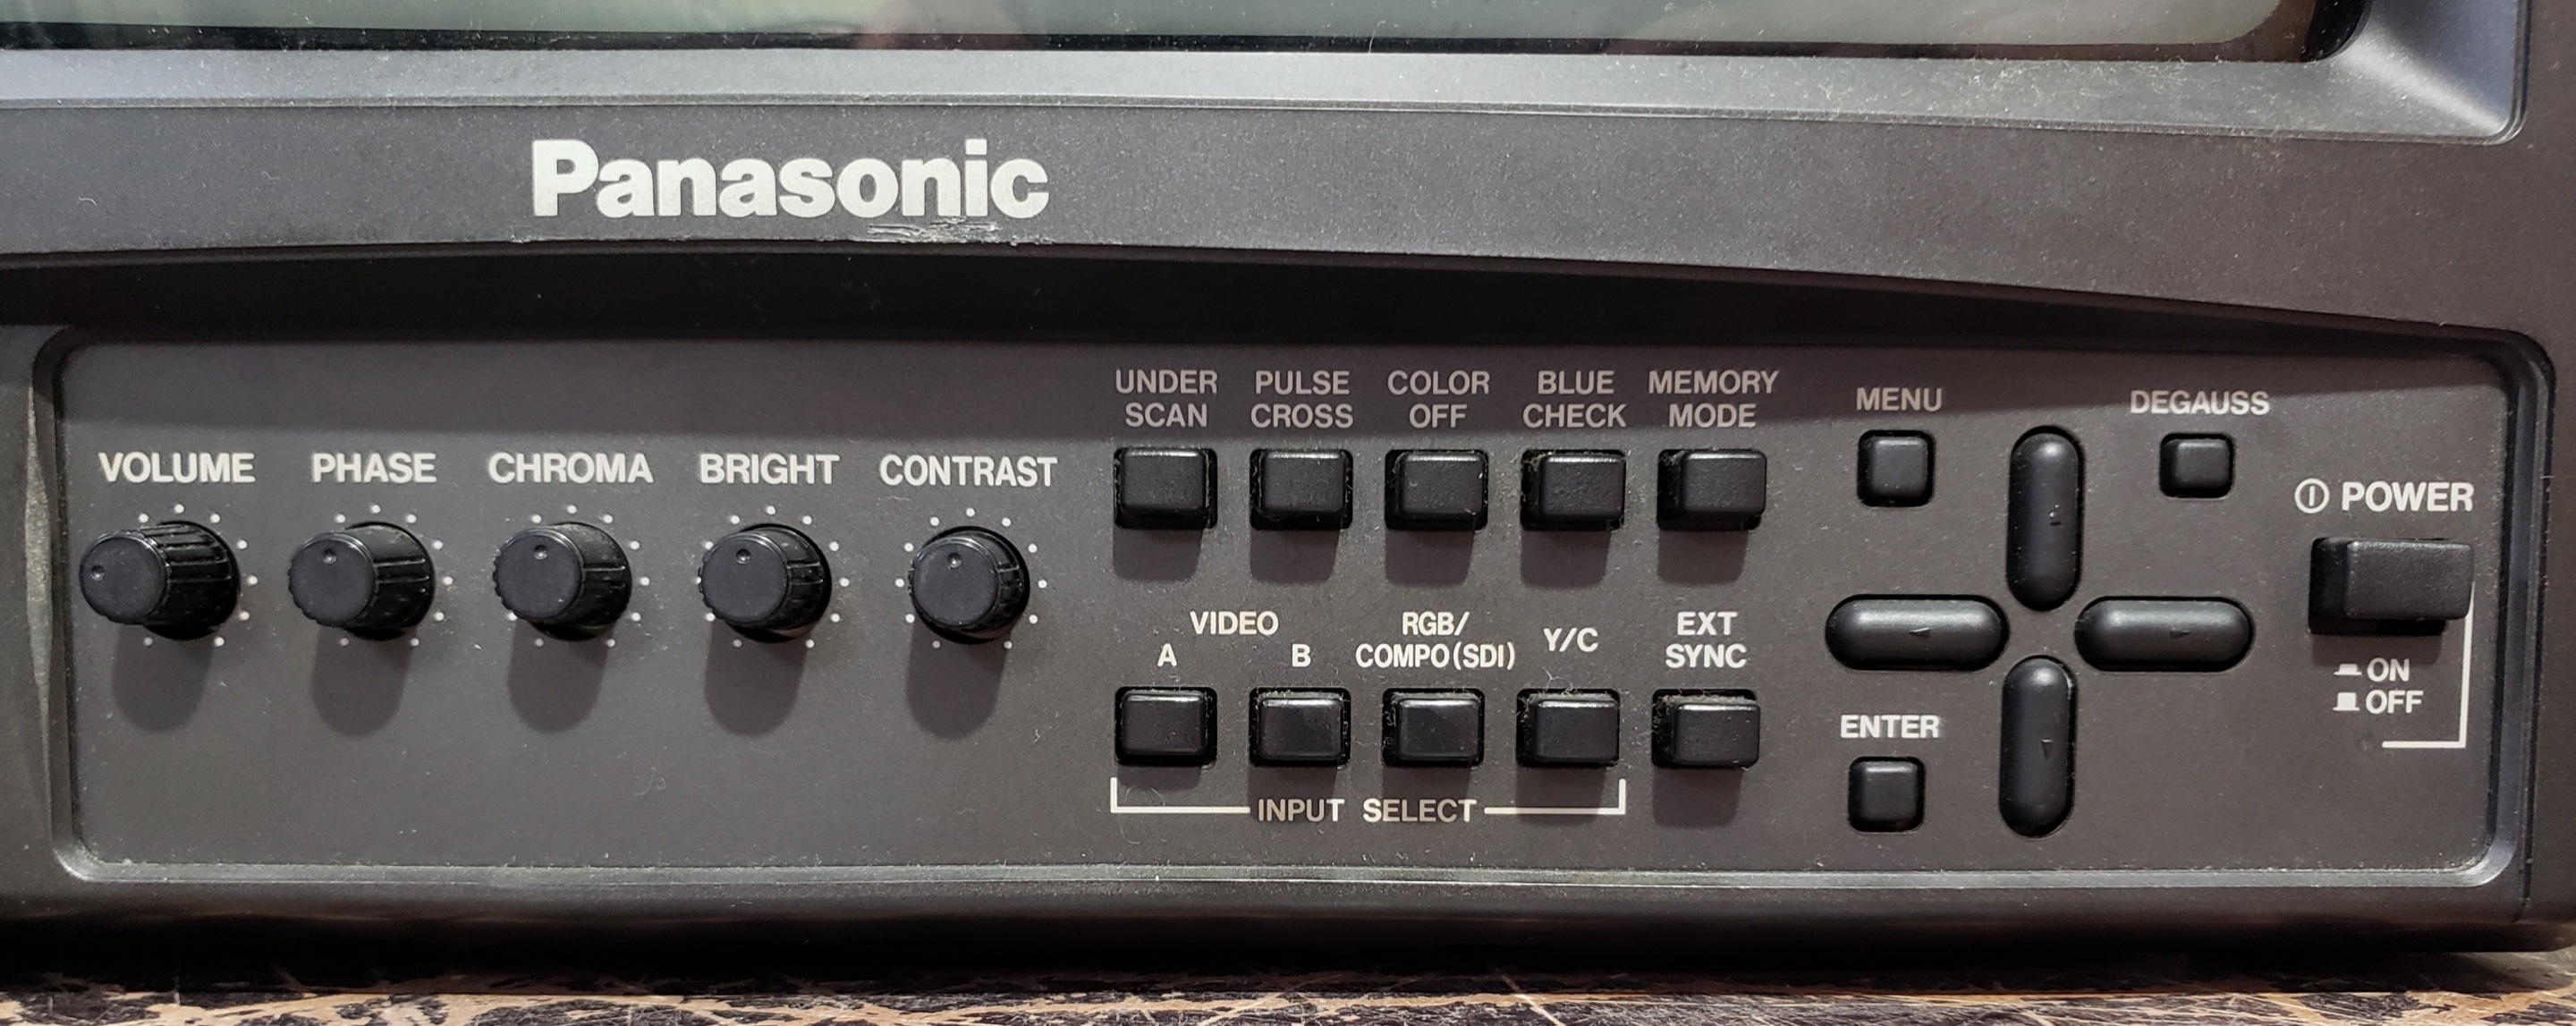 Panasonic
VOLUME PHASE CHROMA BRIGHT CONTRAST
UNDER SCAN
PULSE CROSS
COLOR OFF
BLUE CHECK
MEMORY MODE
VIDEO
A B
RGB/
COMPO(SDI)
Y/C
EXT
SYNC
INPUT SELECT
MENU
ENTER
DEGAUSS
POWER
ON
OFF